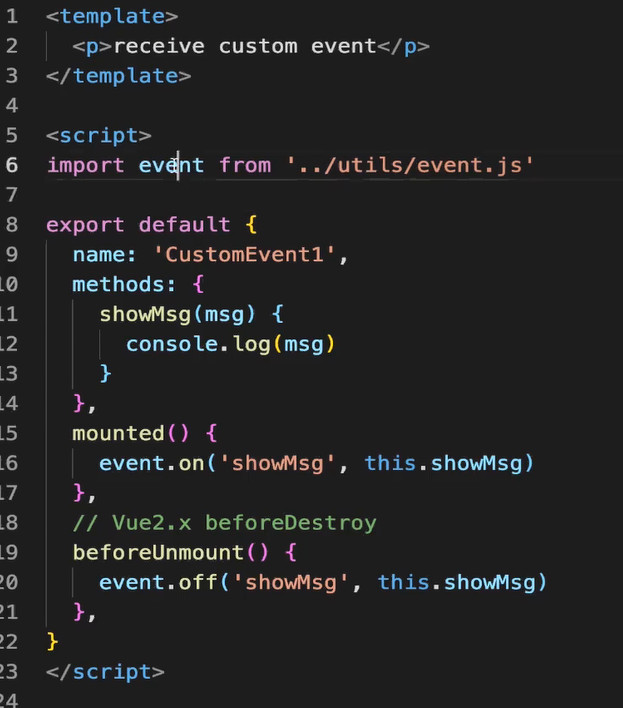 1 <template>
2 <p>receive custom event</p>
3 </template>
4
5 <script>
6 import event from '../utils/event.js'
7
8 export default {
9 name: 'CustomEvent1',
10 methods: {
11 showMsg(msg) {
12 console.log(msg)
13 }
14 },
15 mounted() {
16 event.on('showMsg', this.showMsg)
17 },
18 // Vue2.x beforeDestroy
19 beforeUnmount() {
20 event.off('showMsg', this.showMsg)
21 },
22 }
23 </script>
24